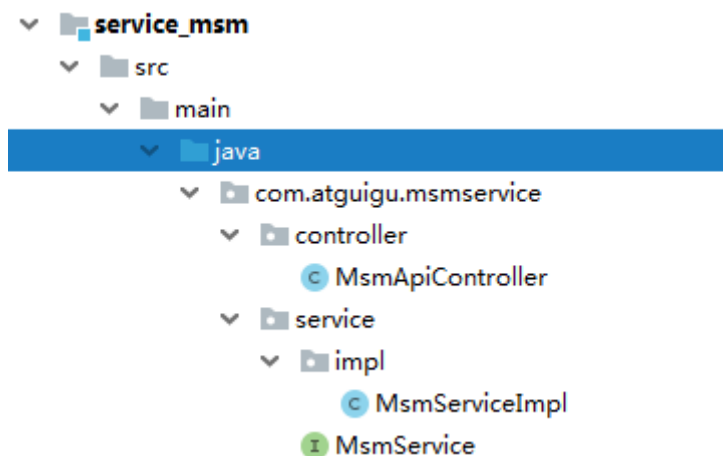 service_msm
src
main
java
com.atguigu.msmservice
controller
C MsmApiController
service
impl
C MsmServiceImpl
I MsmService